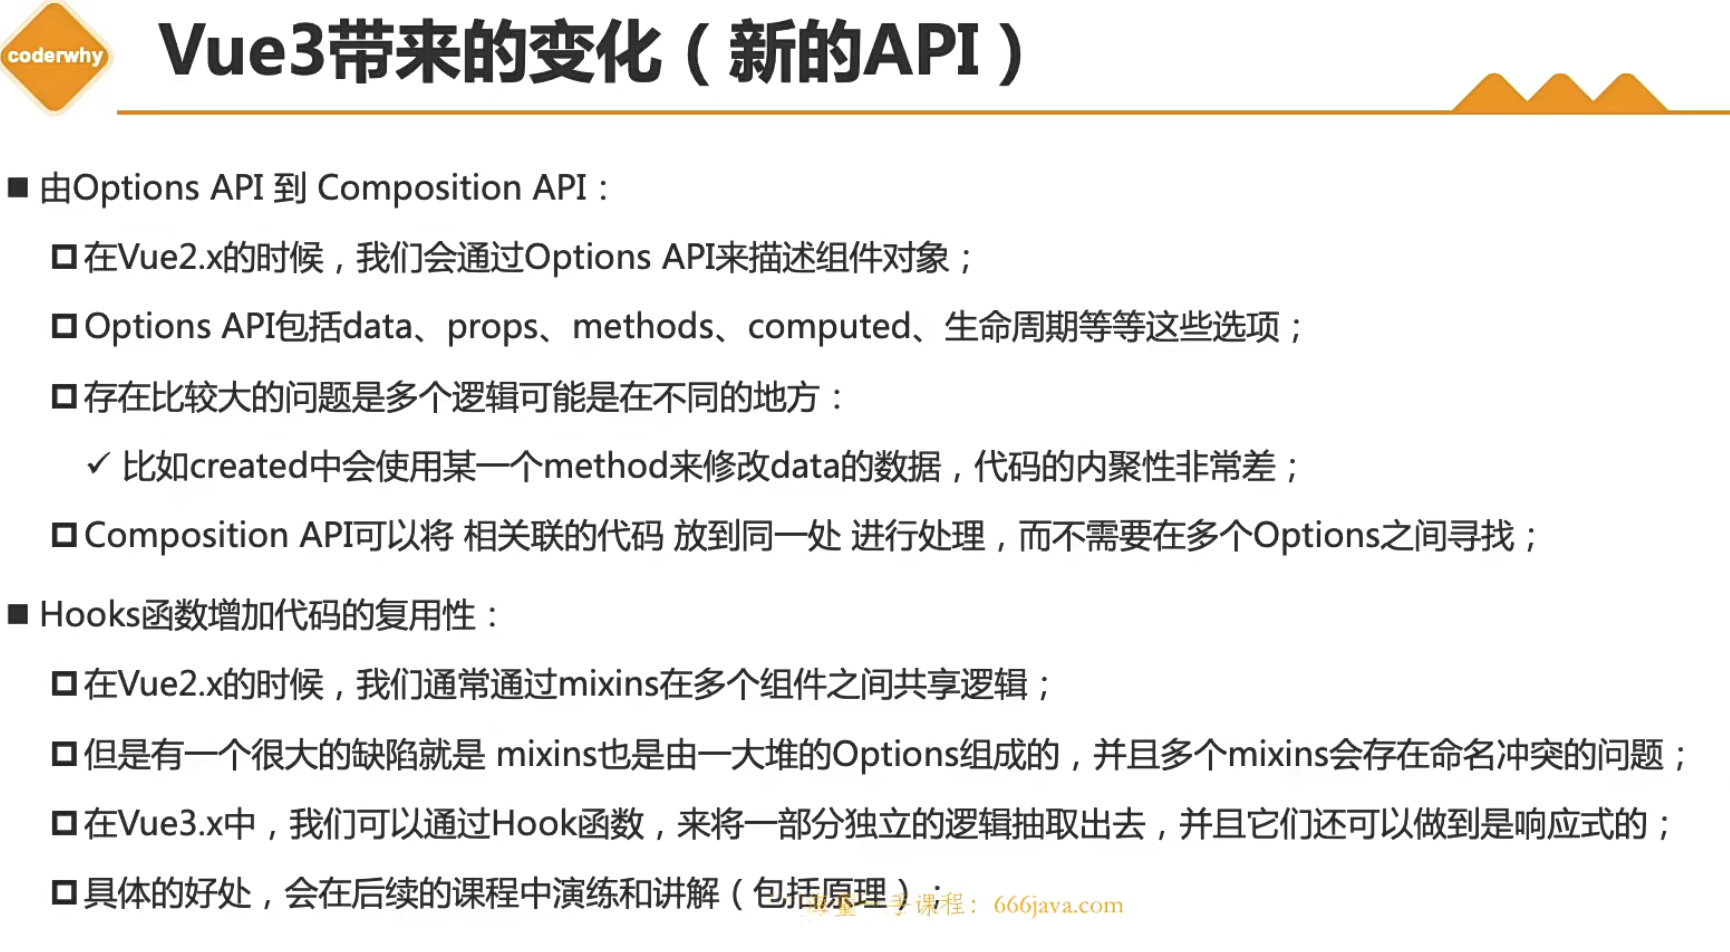 coderwhy
Vue3带来的变化（新的API）
由Options API 到 Composition API：
在Vue2.x的时候，我们会通过Options API来描述组件对象；
Options API包括data、props、methods、computed、生命周期等等这些选项；
存在比较大的问题是多个逻辑可能是在不同的地方：
比如created中会使用某一个method来修改data的数据，代码的内聚性非常差；
Composition API可以将 相关联的代码 放到同一处 进行处理，而不需要在多个Options之间寻找；
Hooks函数增加代码的复用性：
在Vue2.x的时候，我们通常通过mixins在多个组件之间共享逻辑；
但是有一个很大的缺陷就是 mixins也是由一大堆的Options组成的，并且多个mixins会存在命名冲突的问题；
在Vue3.x中，我们可以通过Hook函数，来将一部分独立的逻辑抽取出去，并且它们还可以做到是响应式的；
具体的好处，会在后续的课程中演练和讲解（包括原理）；
海量一手课程：666java.com